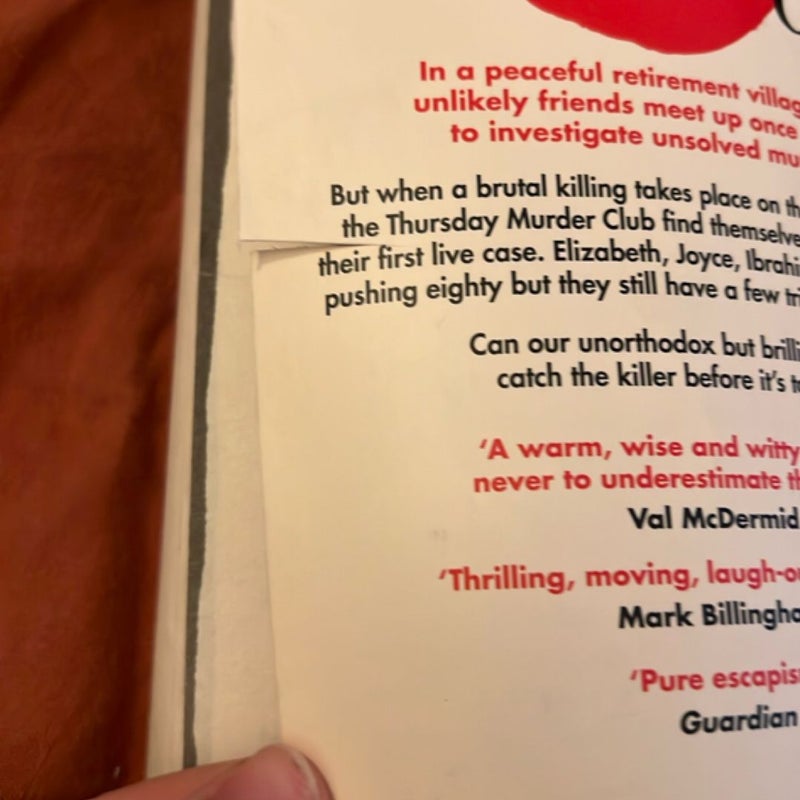 In a peaceful retirement villag
unlikely friends meet up once
to investigate unsolved mu
But when a brutal killing takes place on th
the Thursday Murder Club find themselve
their first live case. Elizabeth, Joyce, Ibrahi
pushing eighty but they still have a few tri
Can our unorthodox but brilli
catch the killer before it's t
‘A warm, wise and witty
never to underestimate th
Val McDermid
‘Thrilling, moving, laugh-o
Mark Billingha
‘Pure escapis
Guardian